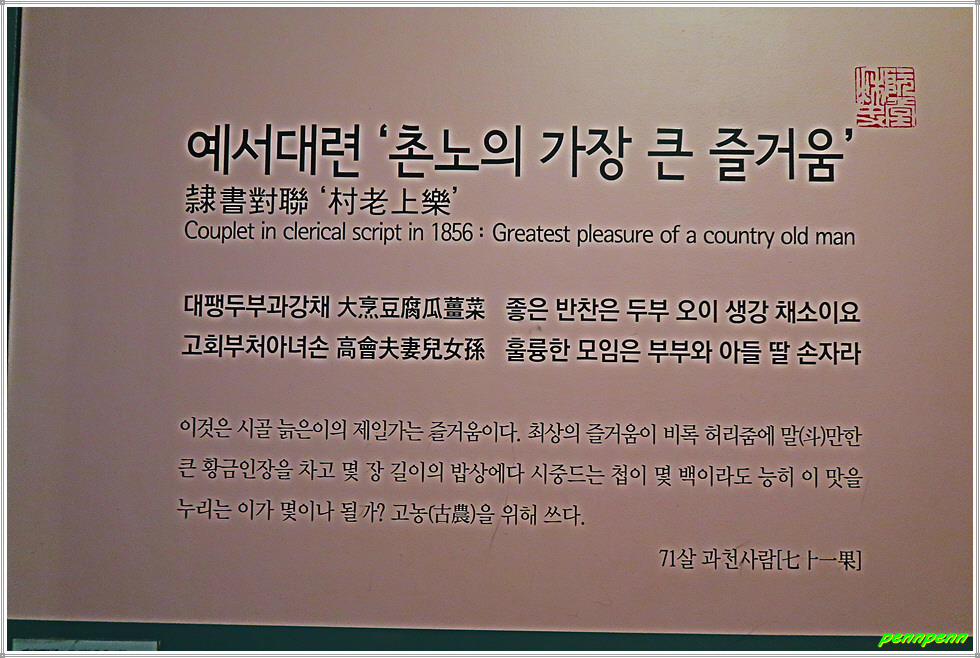 예서대련 ‘촌노의 가장 큰 즐거움’
隷書對聯 ‘村老上樂’
Couplet in clerical script in 1856 : Greatest pleasure of a country old man
대팽두부과강채 大烹豆腐瓜薑菜 좋은 반찬은 두부 오이 생강 채소이요
고회부처아녀손 高會夫妻兒女孫 훌륭한 모임은 부부와 아들 딸 손자라
이것은 시골 늙은이의 제일가는 즐거움이다. 최상의 즐거움이 비록 허리줌에 말(斗)만한
큰 황금인장을 차고 몇 장 길이의 밥상에다 시중드는 첩이 몇 백이라도 능히 이 맛을
누리는 이가 몇이나 될가? 고농(古農)을 위해 쓰다.
71살 과천사람[七十一果]
pennpenn